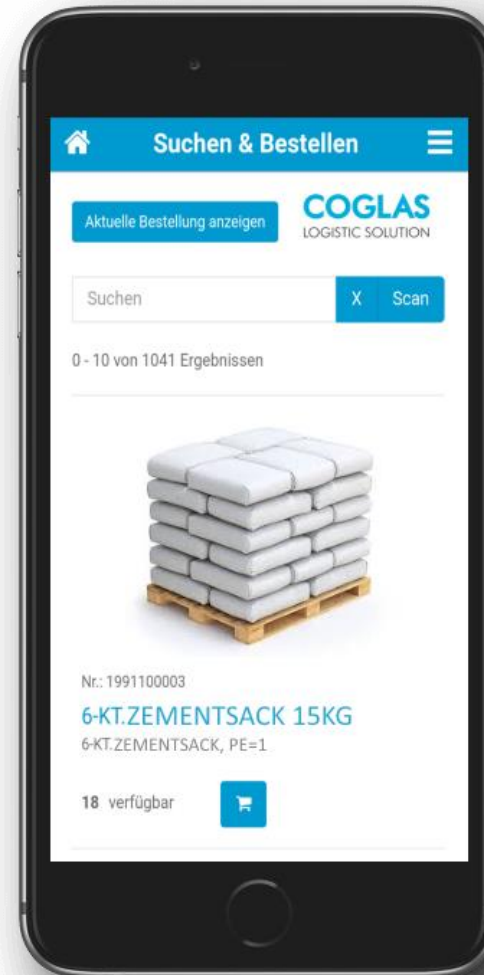 Suchen & Bestellen
Aktuelle Bestellung anzeigen
COGLAS
LOGISTIC SOLUTION
Suchen
X
Scan
0 - 10 von 1041 Ergebnissen
Nr.: 1991100003
6-KT.ZEMENTSACK 15KG
6-KT.ZEMENTSACK, PE=1
18 verfügbar